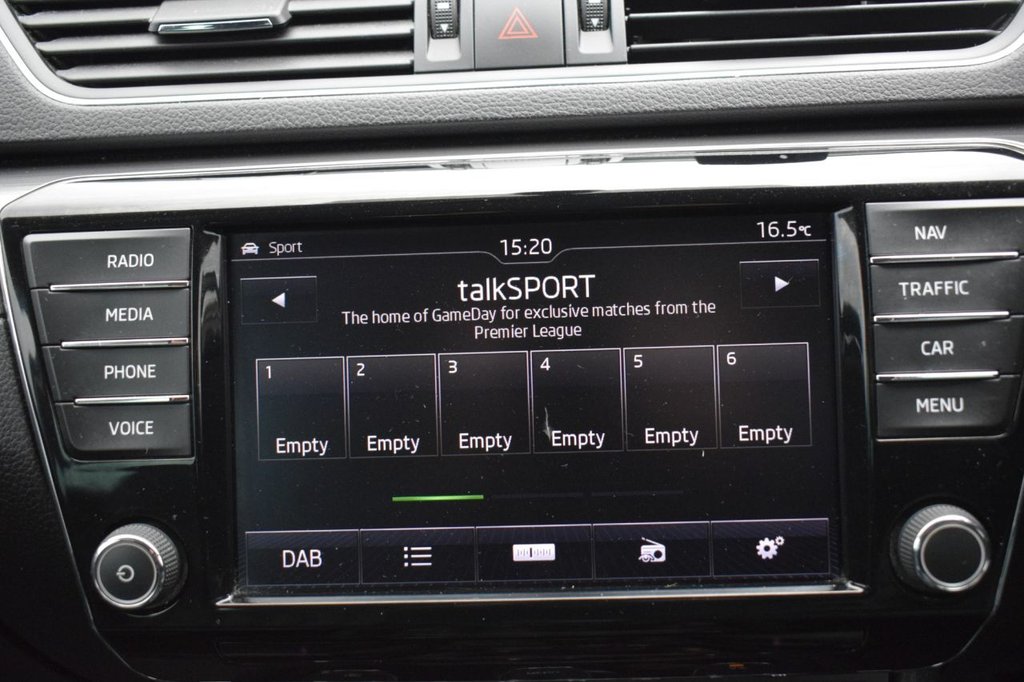 Sport
15:20
16.5°C
talkSPORT
The home of GameDay for exclusive matches from the
Premier League
1 2 3 4 5 6
Empty Empty Empty Empty Empty Empty
DAB
RADIO
MEDIA
PHONE
VOICE
NAV
TRAFFIC
CAR
MENU